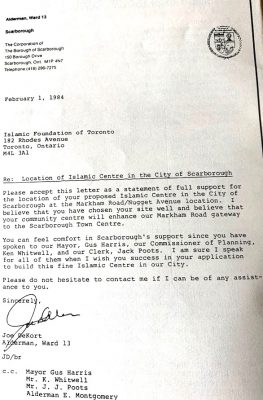 Alderman, Ward 13
Scarborough
The Corporation of
The Borough of Scarborough
150 Borough Drive
Scarborough, Ont M1P 4N7
Telephone (416) 296-7275
February 1, 1984
Islamic Foundation of Toronto
182 Rhodes Avenue
Toronto, Ontario
M4L 3A1
Re: Location of Islamic Centre in the City of Scarborough
Please accept this letter as a statement of full support for
the location of your proposed Islamic Centre in the City of
Scarborough at the Markham Road/Nugget Avenue location. I
believe that you have chosen your site well and believe that
your community centre will enhance our Markham Road gateway
to the Scarborough Town Centre.
You can feel comfort in Scarborough's support since you have
spoken to our Mayor, Gus Harris, our Commissioner of Planning,
Ken Whitwell, and our Clerk, Jack Poots. I am sure I speak
for all of them when I wish you success in your application
to build this fine Islamic Centre in our City.
Please do not hesitate to contact me if I can be of any assist-
ance to you.
Sincerely,
Joe DeKort
Alderman, Ward 13
JD/br
c.c. Mayor Gus Harris
Mr. K. Whitwell
Mr. J. J. Poots
Alderman E. Montgomery